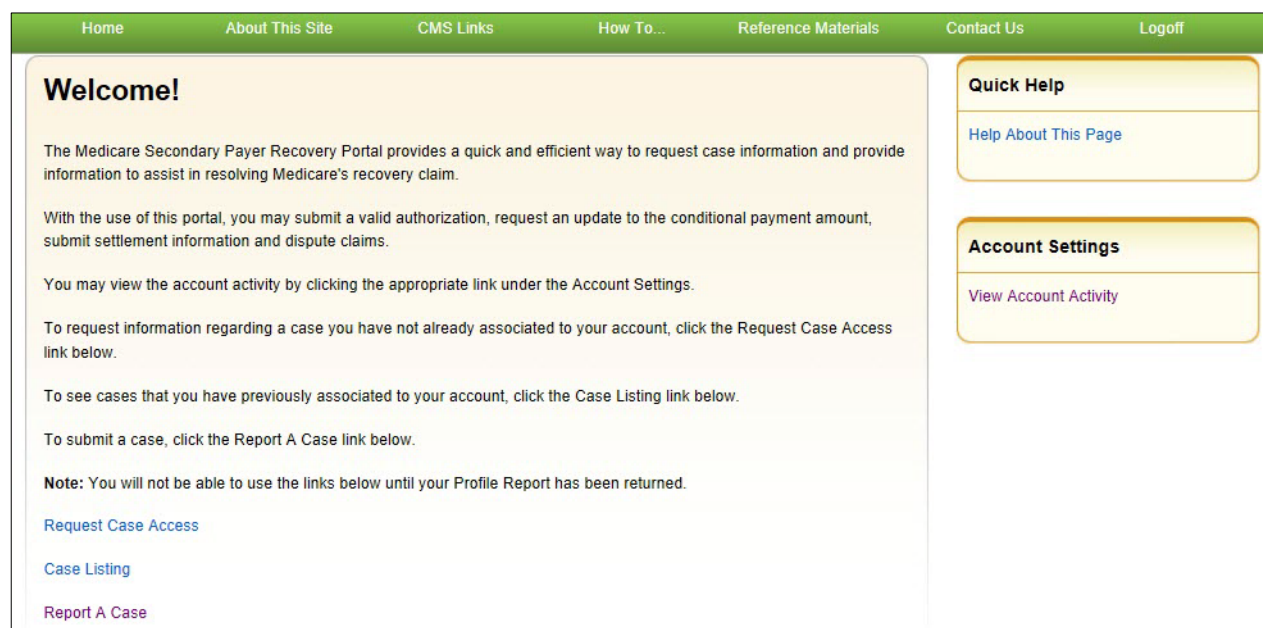 Home About This Site CMS Links How To... Reference Materials Contact Us Logoff
Welcome!
The Medicare Secondary Payer Recovery Portal provides a quick and efficient way to request case information and provide
information to assist in resolving Medicare's recovery claim.
With the use of this portal, you may submit a valid authorization, request an update to the conditional payment amount,
submit settlement information and dispute claims.
You may view the account activity by clicking the appropriate link under the Account Settings.
To request information regarding a case you have not already associated to your account, click the Request Case Access
link below.
To see cases that you have previously associated to your account, click the Case Listing link below.
To submit a case, click the Report A Case link below.
Note: You will not be able to use the links below until your Profile Report has been returned.
Request Case Access
Case Listing
Report A Case
Quick Help
Help About This Page
Account Settings
View Account Activity